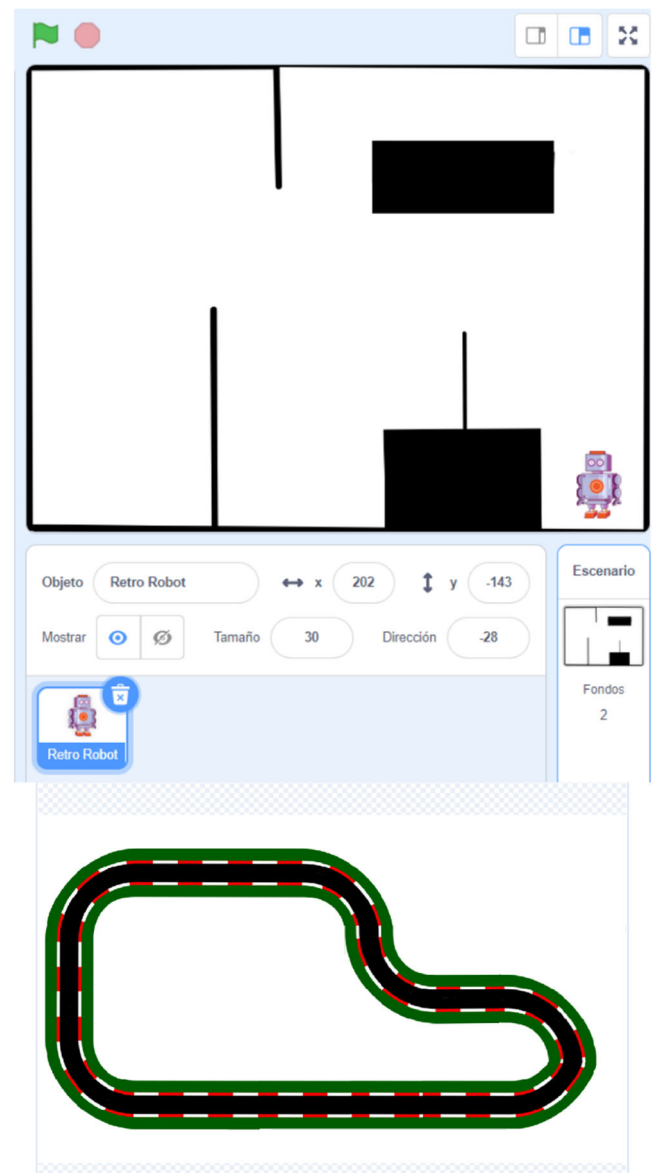 Objeto Retro Robot x 202 y -143
Escenario
Mostrar Tamaño 30 Dirección -28
Fondos
2
Retro Robot